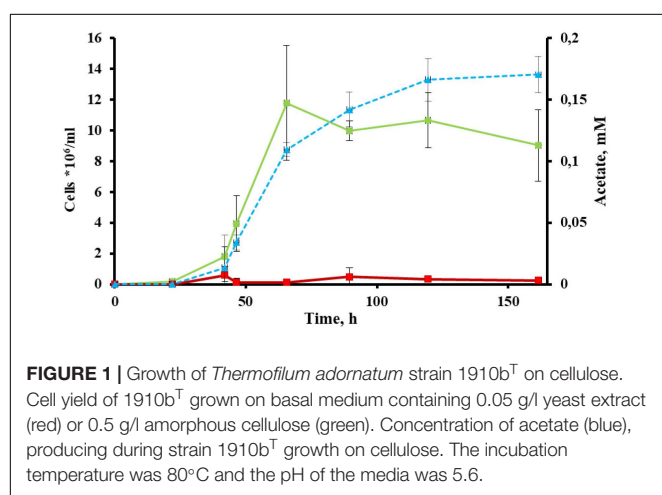 16
14
12
10
8
6
4
2
0
Cells *10⁶/ml
0,2
0,15
0,1
0,05
0
Acetate, mM
0
50
100
150
Time, h
FIGURE 1 | Growth of Thermofilum adornatum strain 1910bᵀ on cellulose.
Cell yield of 1910bᵀ grown on basal medium containing 0.05 g/l yeast extract
(red) or 0.5 g/l amorphous cellulose (green). Concentration of acetate (blue),
producing during strain 1910bᵀ growth on cellulose. The incubation
temperature was 80°C and the pH of the media was 5.6.